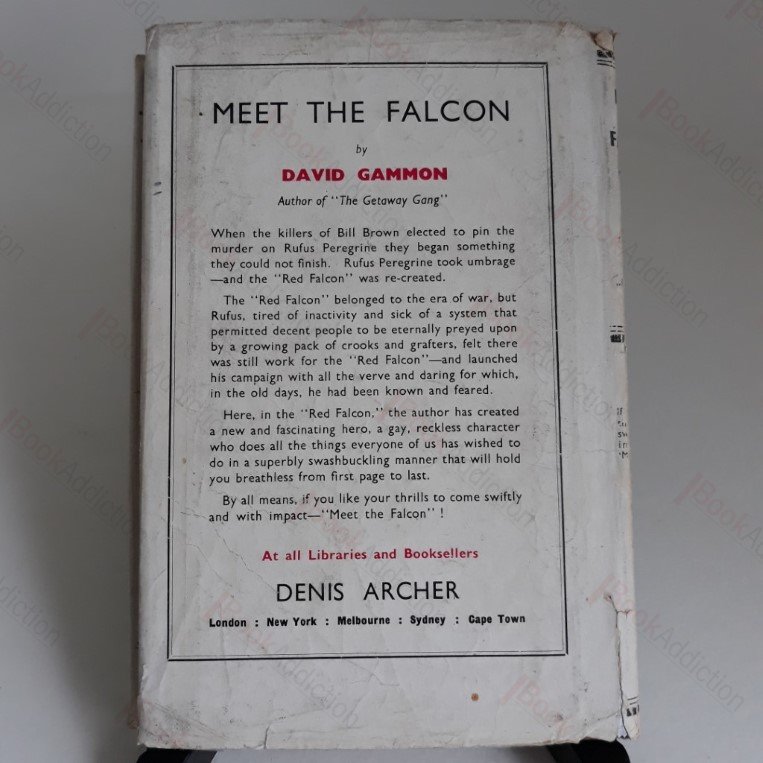 MEET THE FALCON
by
DAVID GAMMON
Author of "The Getaway Gang"
When the killers of Bill Brown elected to pin the
murder on Rufus Peregrine they began something
they could not finish. Rufus Peregrine took umbrage
—and the "Red Falcon" was re-created.
The "Red Falcon" belonged to the era of war, but
Rufus, tired of inactivity and sick of a system that
permitted decent people to be eternally preyed upon
by a growing pack of crooks and grafters, felt there
was still work for the "Red Falcon"—and launched
his campaign with all the verve and daring for which,
in the old days, he had been known and feared.
Here, in the "Red Falcon," the author has created
a new and fascinating hero, a gay, reckless character
who does all the things everyone of us has wished to
do in a superbly swashbuckling manner that will hold
you breathless from first page to last.
By all means, if you like your thrills to come swiftly
and with impact—"Meet the Falcon" !
At all Libraries and Booksellers
DENIS ARCHER
London : New York : Melbourne : Sydney : Cape Town
BookAddiction